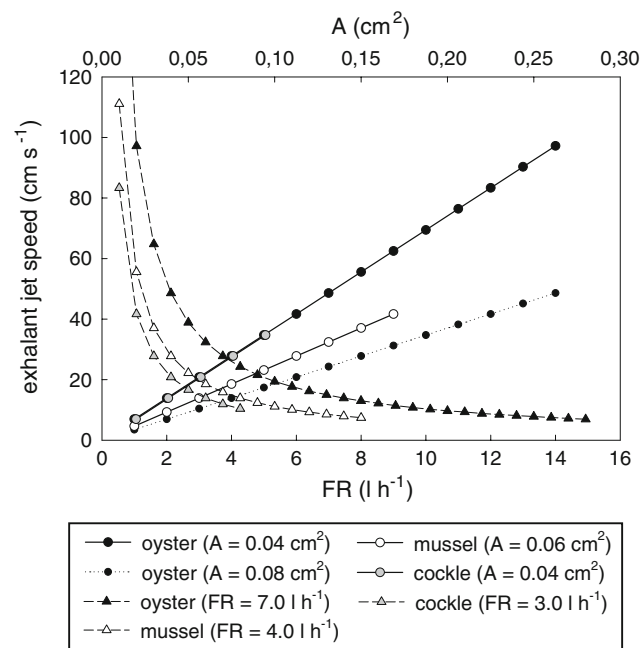 A (cm²)
0,00 0,05 0,10 0,15 0,20 0,25 0,30
120
100
80
60
40
20
0
exhalant jet speed (cm s⁻¹)
0 2 4 6 8 10 12 14 16
FR (l h⁻¹)
oyster (A = 0.04 cm²) mussel (A = 0.06 cm²)
oyster (A = 0.08 cm²) cockle (A = 0.04 cm²)
oyster (FR = 7.0 l h⁻¹) cockle (FR = 3.0 l h⁻¹)
mussel (FR = 4.0 l h⁻¹)